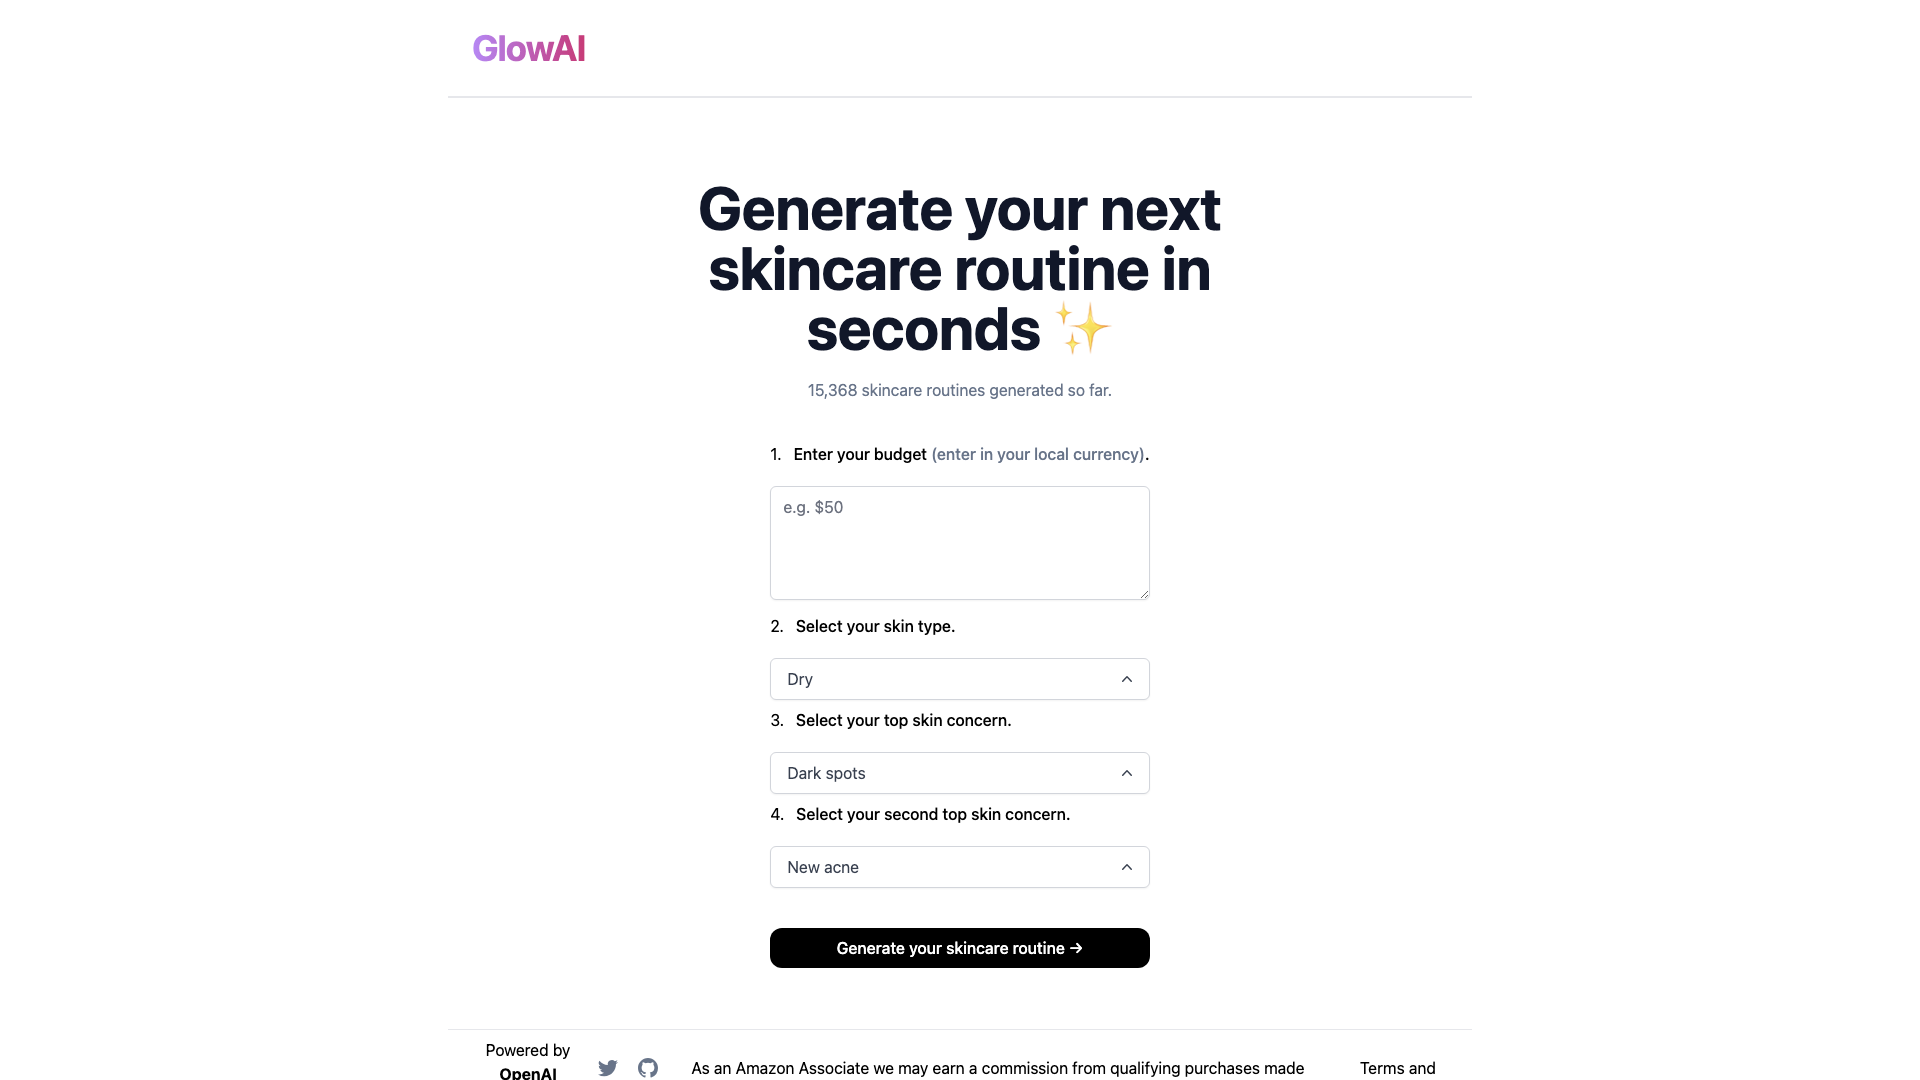 GlowAI
Generate your next
skincare routine in
seconds ✨
15,368 skincare routines generated so far.
1. Enter your budget (enter in your local currency).
e.g. $50
2. Select your skin type.
Dry
3. Select your top skin concern.
Dark spots
4. Select your second top skin concern.
New acne
Generate your skincare routine →
Powered by
OpenAI
As an Amazon Associate we may earn a commission from qualifying purchases made
Terms and